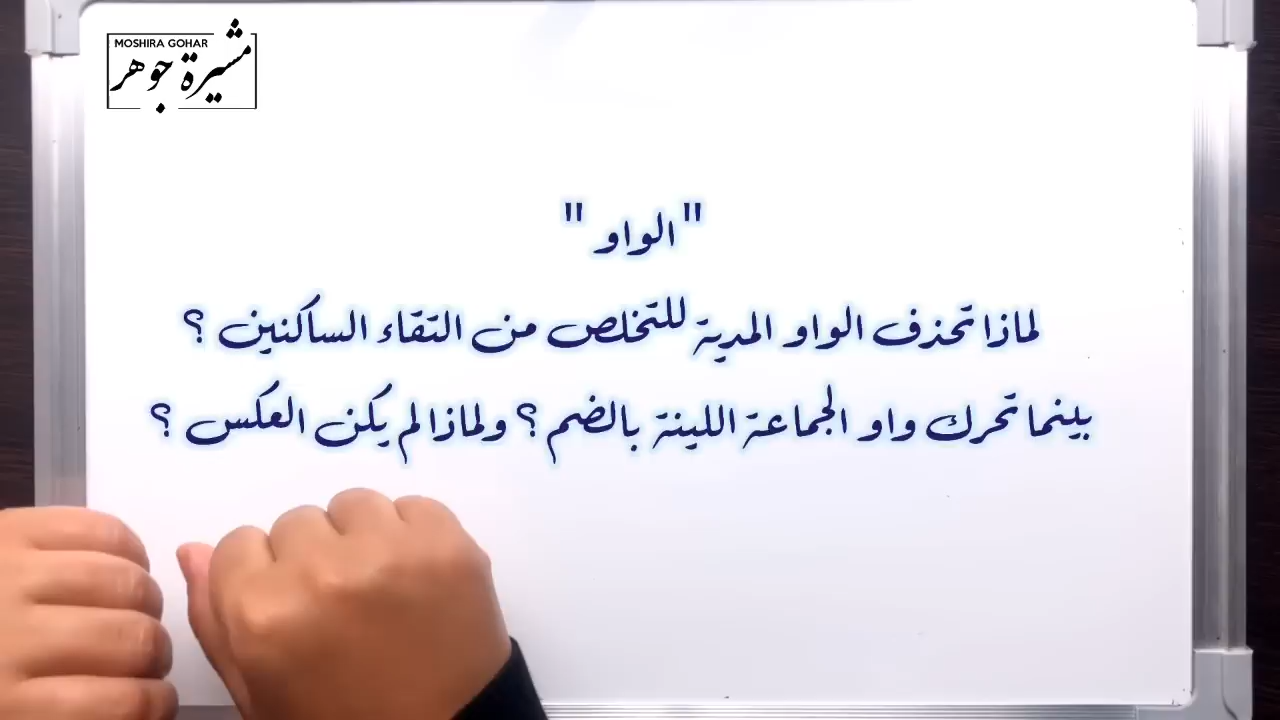 MOSHIRA GOHAR
مشيرة جوهر
"الواو"
لماذا تحذف الواو المدية للتخلص من التقاء الساكنين ؟
بينما تحرك واو الجماعة اللينة بالضم ؟ ولماذا لم يكن العكس ؟